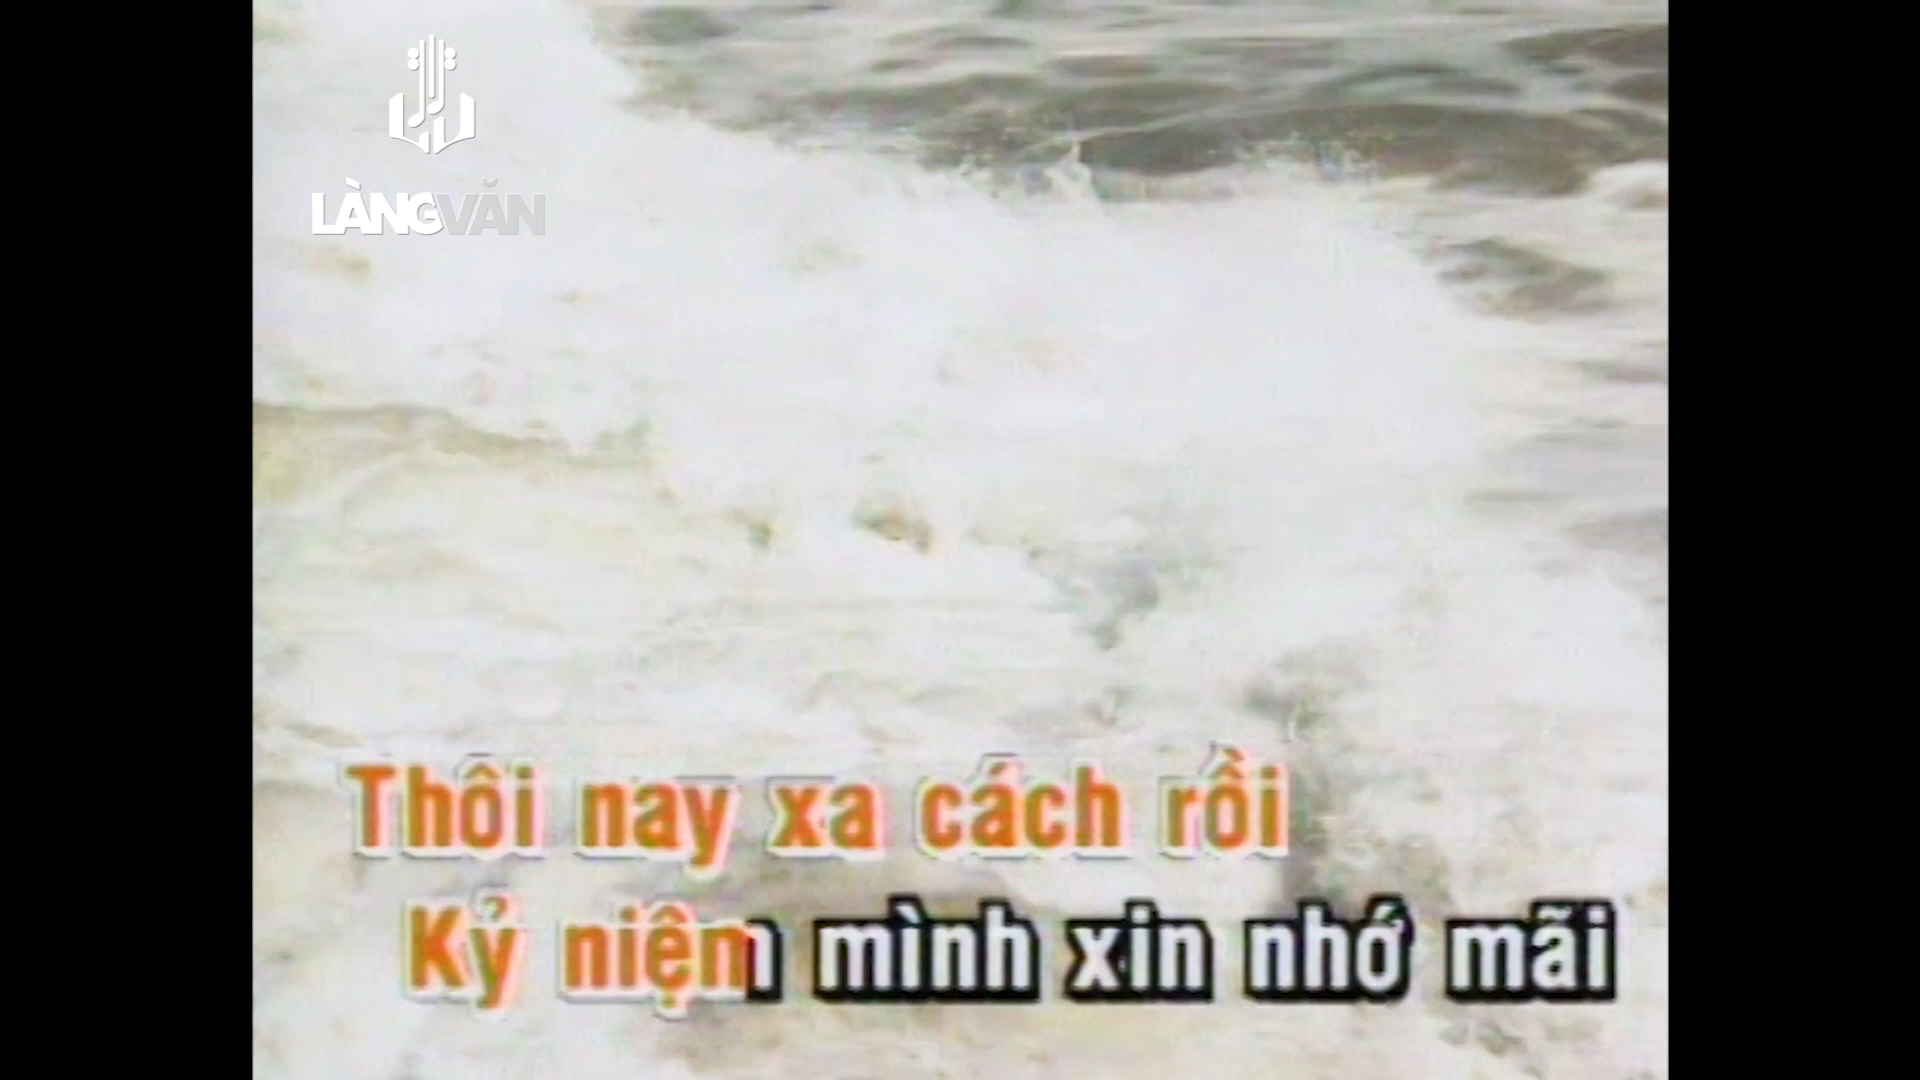 LÀNGVĂN
Thôi nay xa cách rồi
Kỷ niệm mình xin nhớ mãi